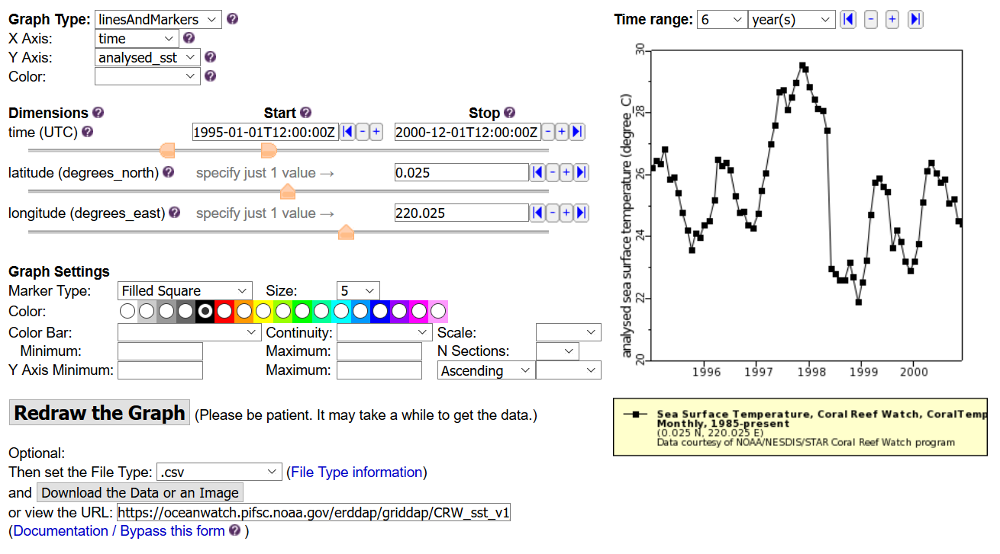 Graph Type: linesAndMarkers ?
X Axis: time ?
Y Axis: analysed_sst ?
Color: ?
Dimensions ? Start ? Stop ?
time (UTC) ? 1995-01-01T12:00:00Z - + 2000-12-01T12:00:00Z - +
latitude (degrees_north) ? specify just 1 value → 0.025 - +
longitude (degrees_east) ? specify just 1 value → 220.025 - +
Graph Settings
Marker Type: Filled Square Size: 5
Color:
Color Bar: Continuity: Scale:
Minimum: Maximum: N Sections:
Y Axis Minimum: Maximum: Ascending
Redraw the Graph (Please be patient. It may take a while to get the data.)
Optional:
Then set the File Type: .csv (File Type information)
and Download the Data or an Image
or view the URL: https://oceanwatch.pifsc.noaa.gov/erddap/griddap/CRW_sst_v1
(Documentation / Bypass this form ? )
Time range: 6 year(s) - +
analysed sea surface temperature (degree_C)
30
28
26
24
22
20
1996 1997 1998 1999 2000
Sea Surface Temperature, Coral Reef Watch, CoralTemp
Monthly, 1985-present
(0.025 N, 220.025 E)
Data courtesy of NOAA/NESDIS/STAR Coral Reef Watch program